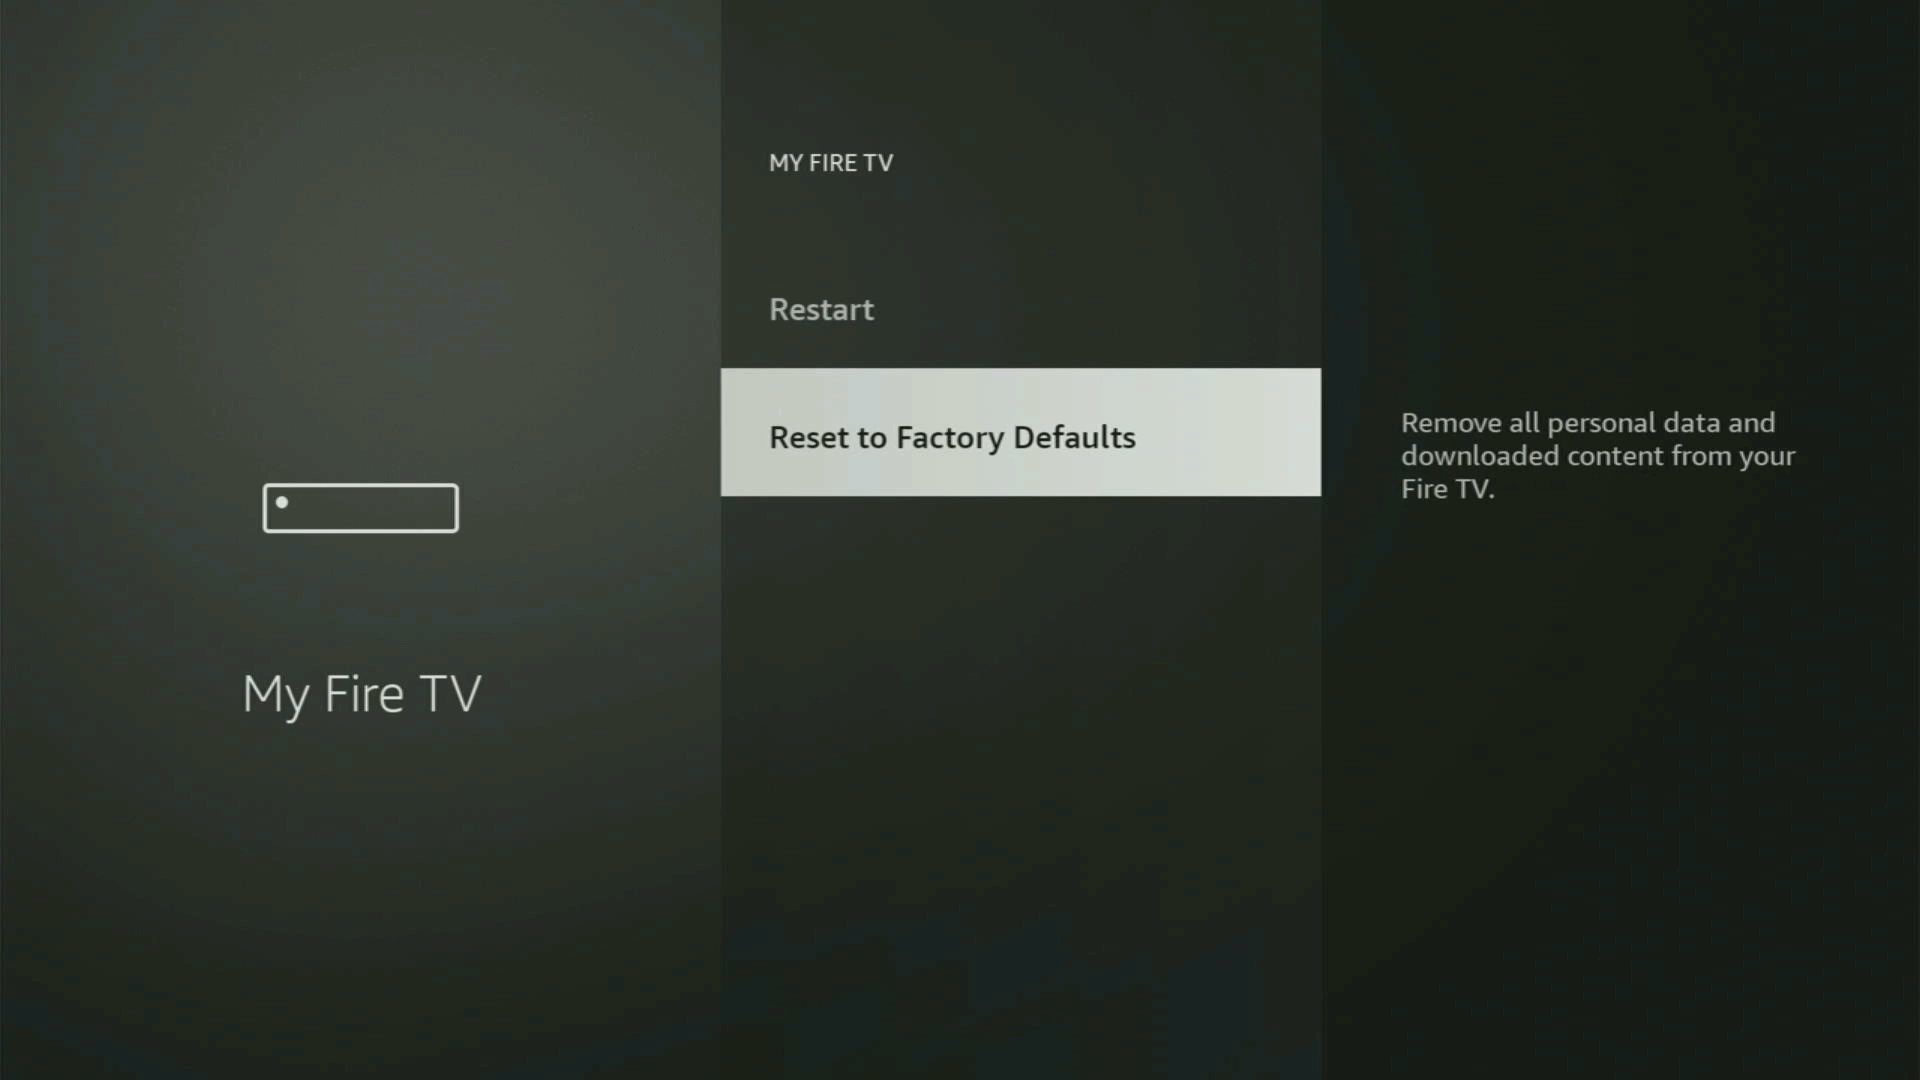 MY FIRE TV
Restart
Reset to Factory Defaults
Remove all personal data and
downloaded content from your
Fire TV.
My Fire TV